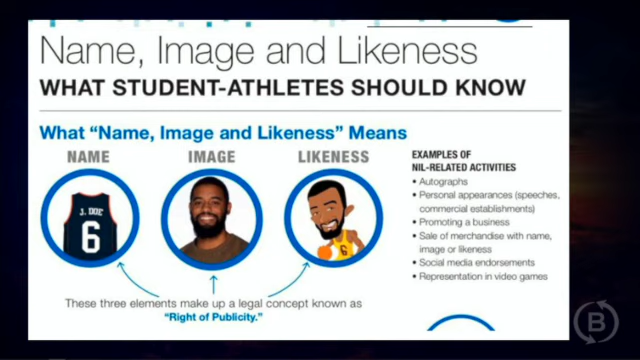 Name, Image and Likeness
WHAT STUDENT-ATHLETES SHOULD KNOW
What “Name, Image and Likeness” Means
NAME IMAGE LIKENESS
J. DOE
6
6
These three elements make up a legal concept known as
“Right of Publicity.”
EXAMPLES OF
NIL-RELATED ACTIVITIES
• Autographs
• Personal appearances (speeches,
commercial establishments)
• Promoting a business
• Sale of merchandise with name,
image or likeness
• Social media endorsements
• Representation in video games
B